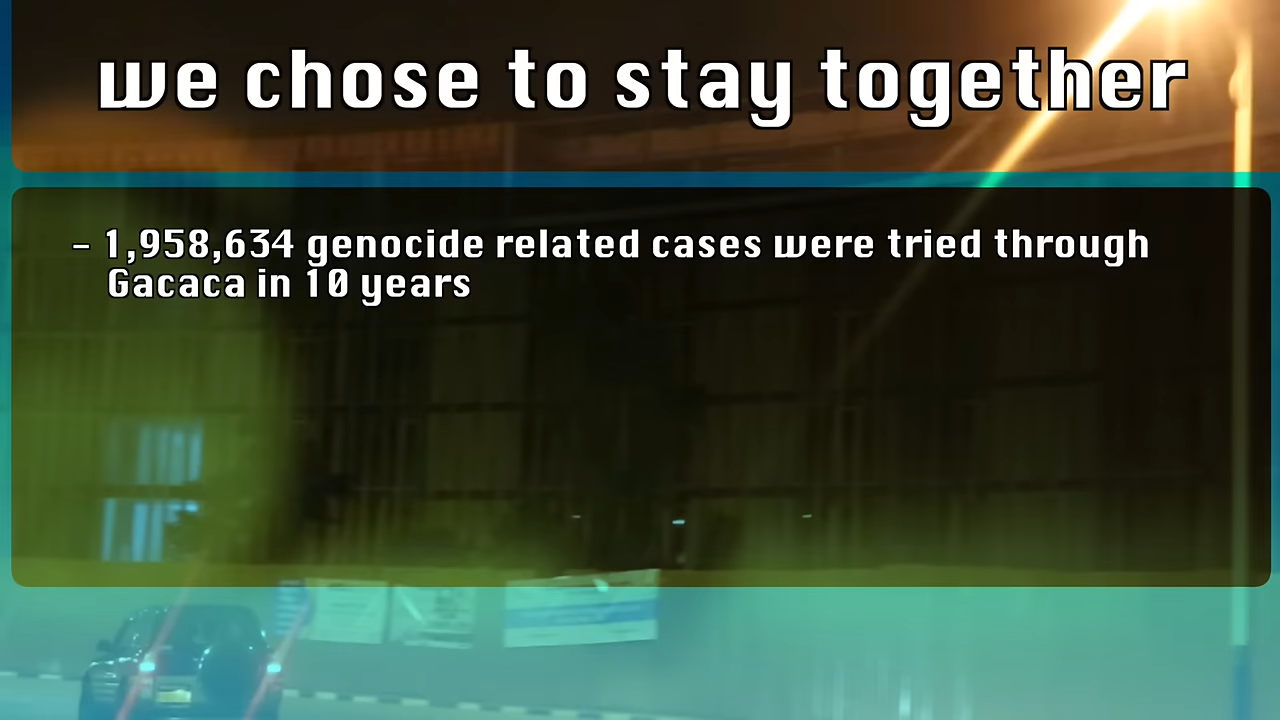 we chose to stay together
- 1,958,634 genocide related cases were tried through
Gacaca in 10 years